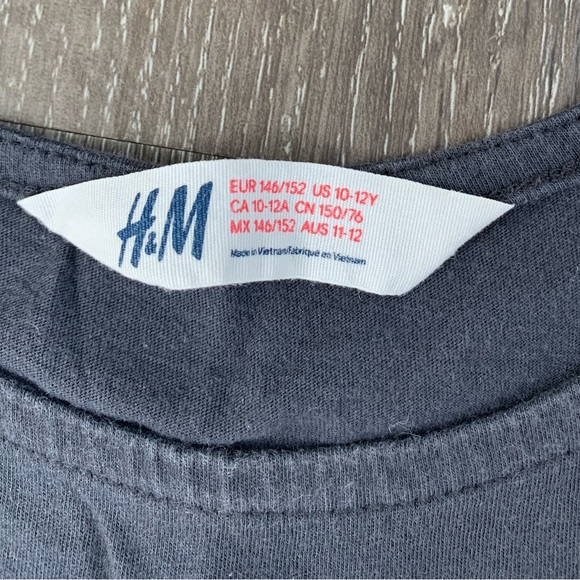 H&M
EUR 146/152 US 10-12Y
CA 10-12A CN 150/76
MX 146/152 AUS 11-12
Made in Vietnam/Fabriqué en Vietnam